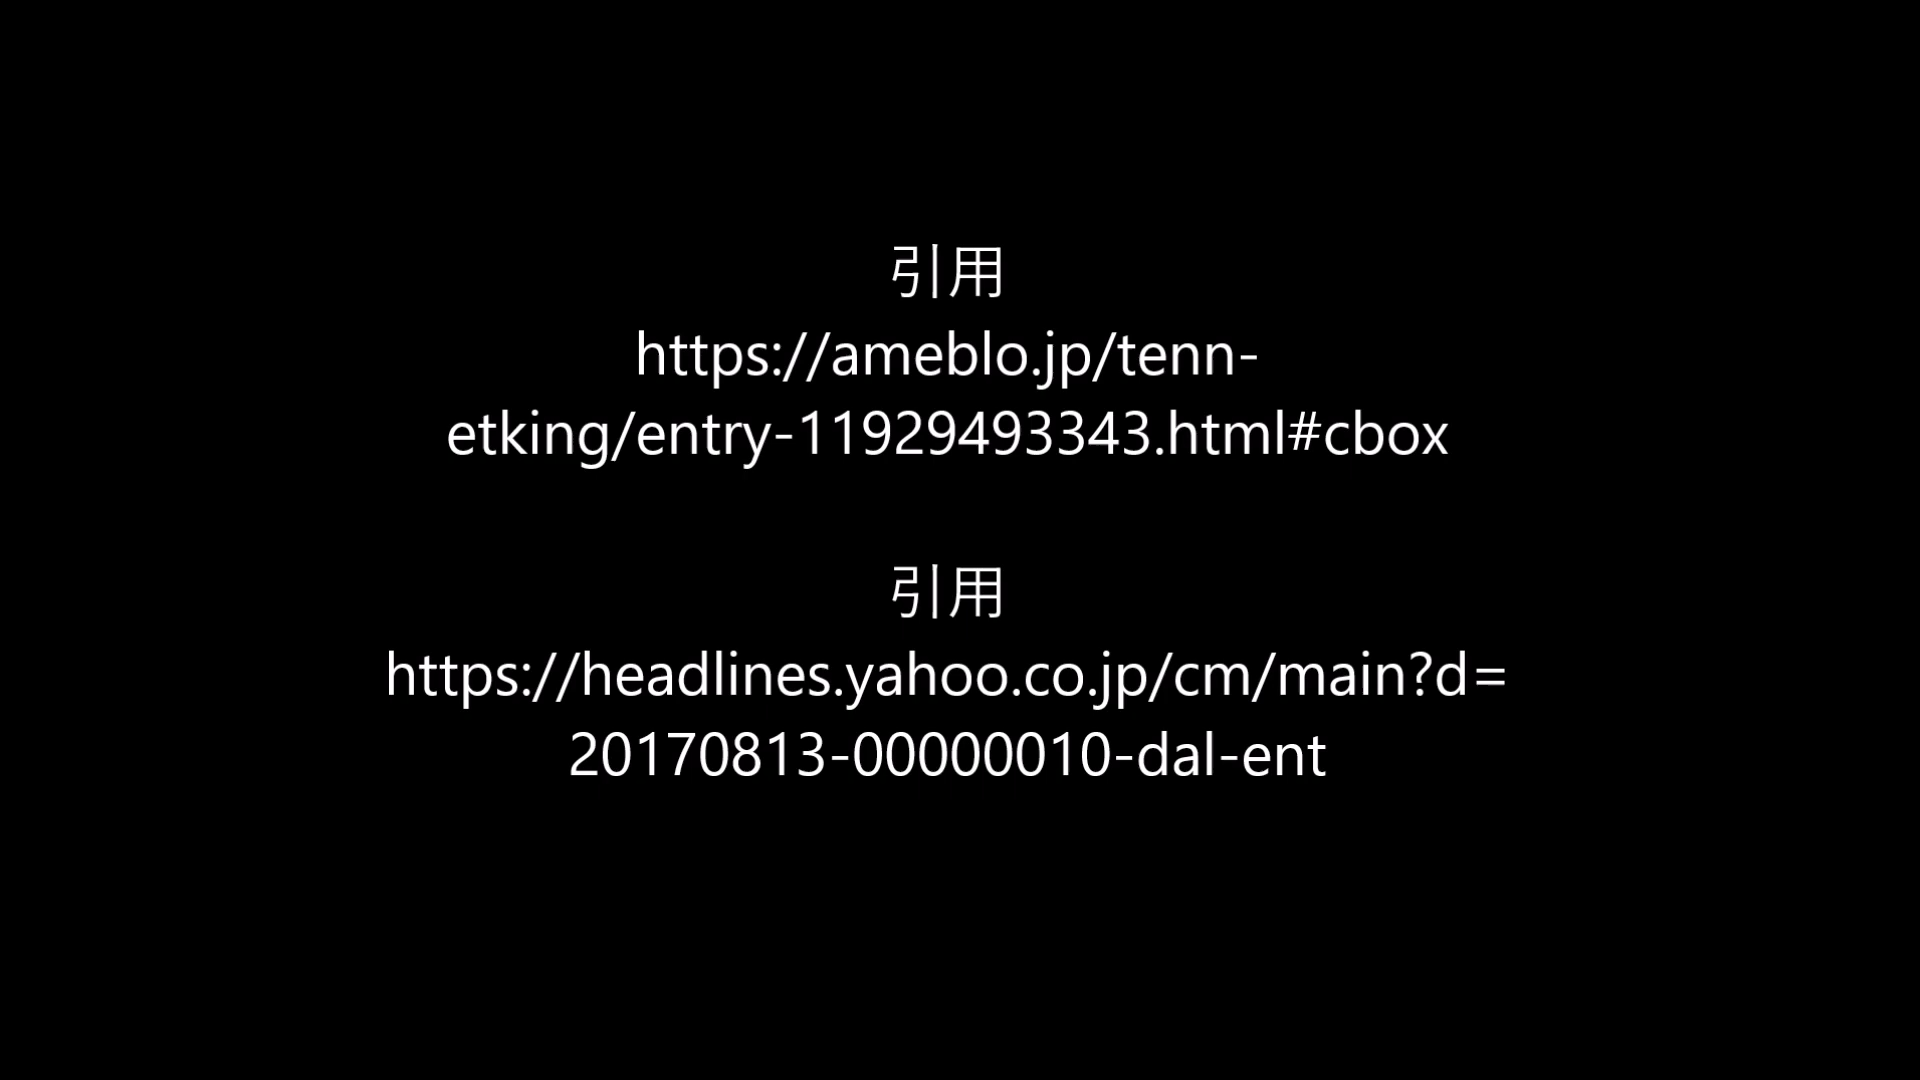 引用
https://ameblo.jp/tenn-
etking/entry-11929493343.html#cbox
引用
https://headlines.yahoo.co.jp/cm/main?d=
20170813-00000010-dal-ent